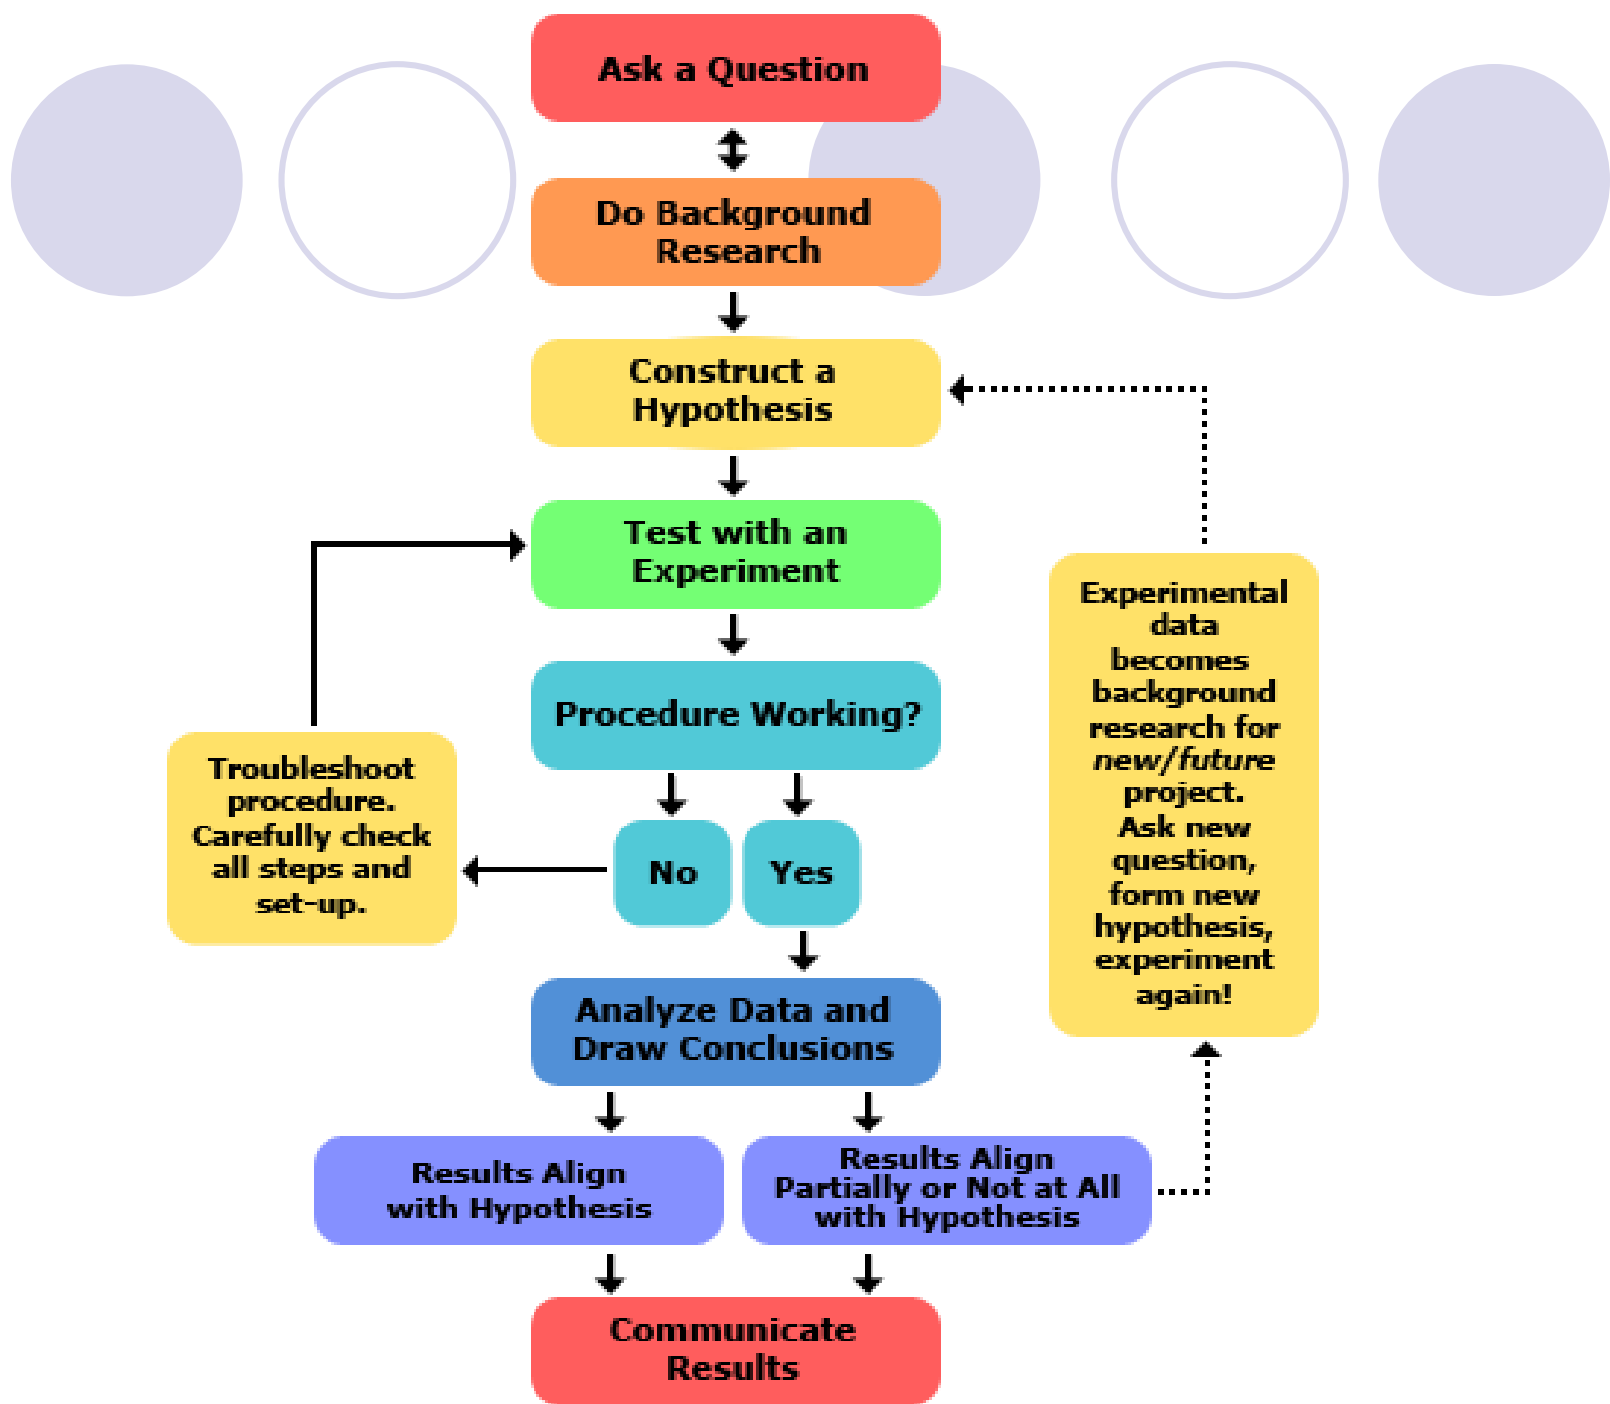 Ask a Question
Do Background
Research
Construct a
Hypothesis
Test with an
Experiment
Procedure Working?
No
Yes
Troubleshoot
procedure.
Carefully check
all steps and
set-up.
Analyze Data and
Draw Conclusions
Results Align
with Hypothesis
Results Align
Partially or Not at All
with Hypothesis
Experimental
data
becomes
background
research for
new/future
project.
Ask new
question,
form new
hypothesis,
experiment
again!
Communicate
Results